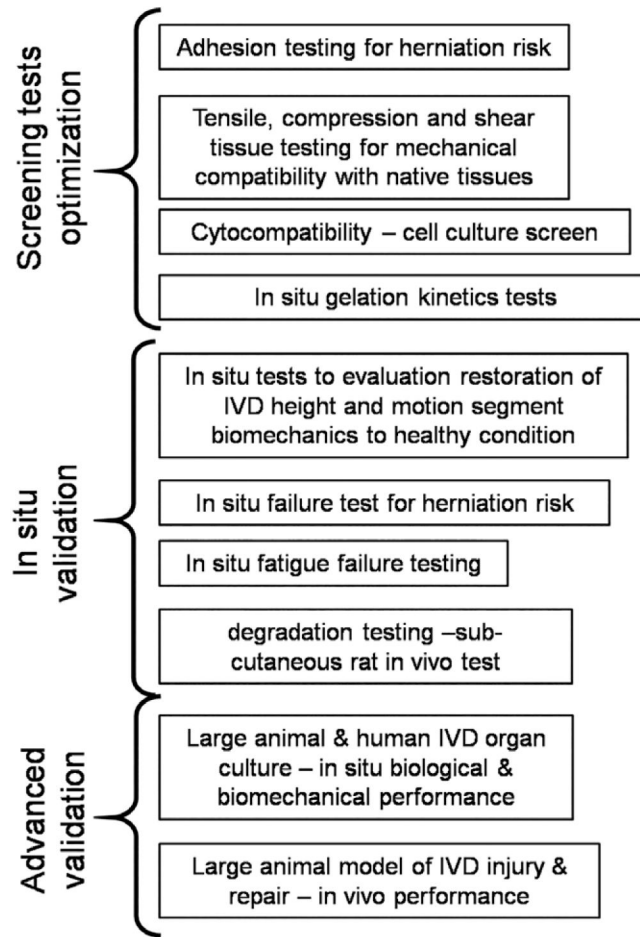 Screening tests
optimization
Adhesion testing for herniation risk
Tensile, compression and shear
tissue testing for mechanical
compatibility with native tissues
Cytocompatibility – cell culture screen
In situ gelation kinetics tests
In situ
validation
In situ tests to evaluation restoration of
IVD height and motion segment
biomechanics to healthy condition
In situ failure test for herniation risk
In situ fatigue failure testing
degradation testing –sub-
cutaneous rat in vivo test
Advanced
validation
Large animal & human IVD organ
culture – in situ biological &
biomechanical performance
Large animal model of IVD injury &
repair – in vivo performance